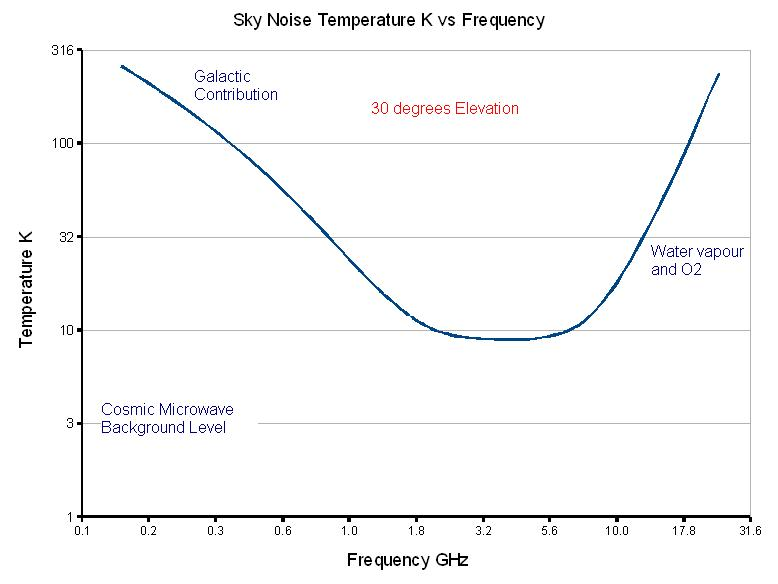 Sky Noise Temperature K vs Frequency
316
Galactic
Contribution
30 degrees Elevation
100
32
Water vapour
and O2
Temperature K
10
Cosmic Microwave
Background Level
3
1
0.1 0.2 0.3 0.6 1.0 1.8 3.2 5.6 10.0 17.8 31.6
Frequency GHz